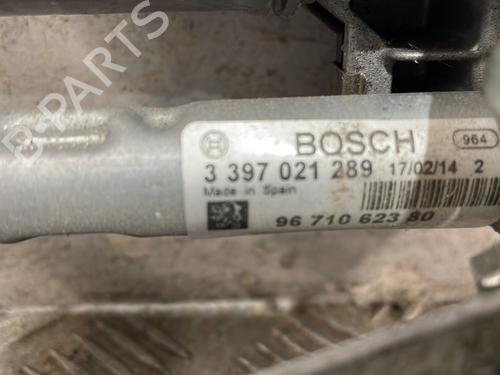 BOSCH
964
3 397 021 289 17/02/14 2
Made in Spain
96 710 623 80
B-PARTS